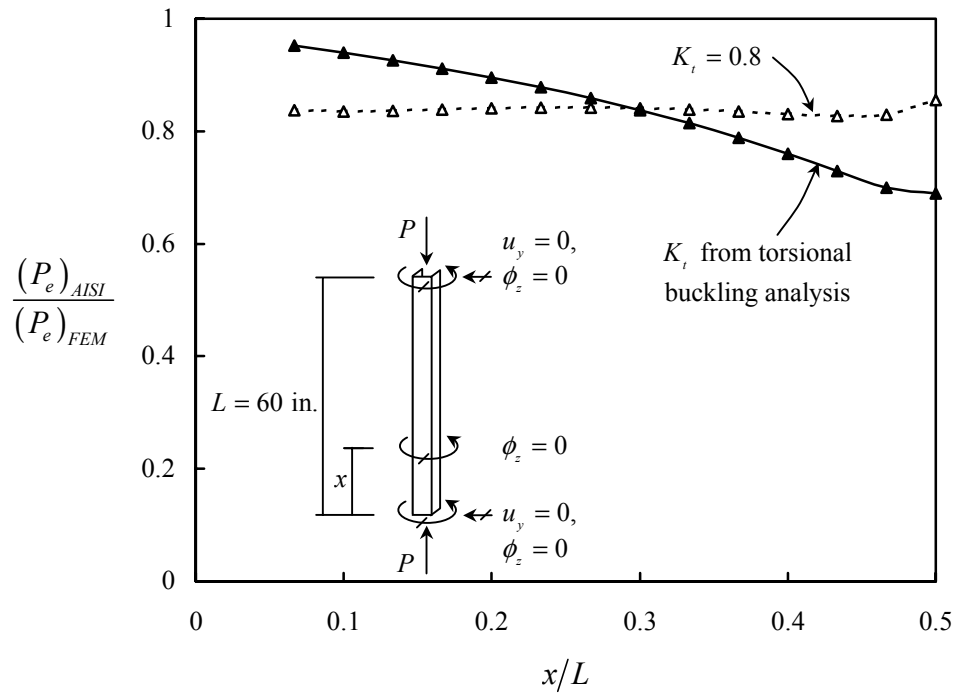 1
0.8
0.6
0.4
0.2
0
0
0.1
0.2
0.3
0.4
0.5
x/L
(P_e)_AISI
(P_e)_FEM
K_t = 0.8
K_t from torsional
buckling analysis
P
u_y = 0,
ϕ_z = 0
L = 60 in.
ϕ_z = 0
x
u_y = 0,
ϕ_z = 0
P